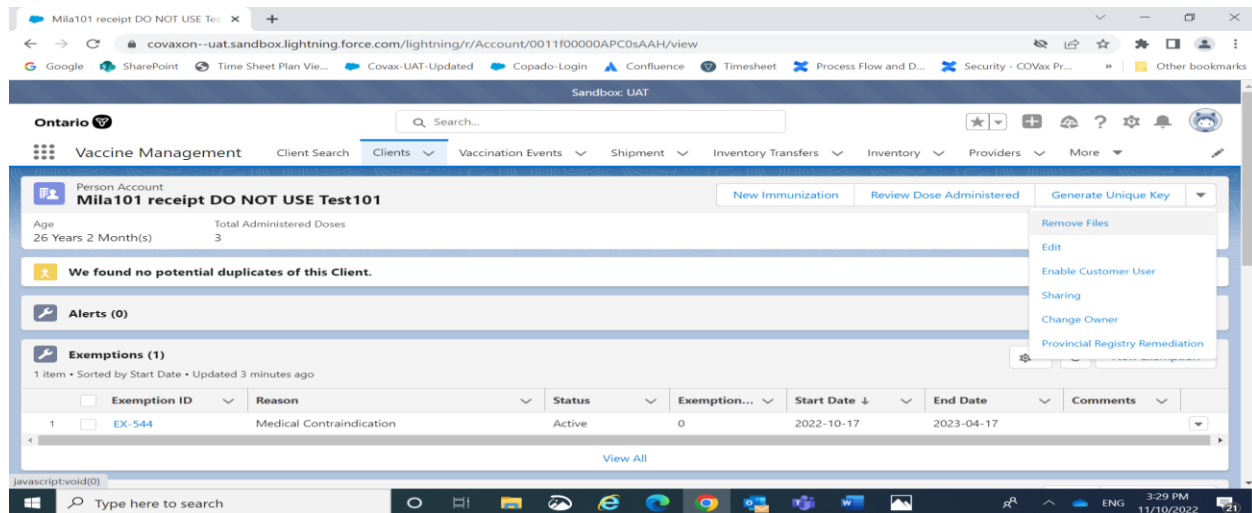 Mila101 receipt DO NOT USE Tes
covaxon--uat.sandbox.lightning.force.com/lightning/r/Account/0011f00000APC0sAAH/view
Google SharePoint Time Sheet Plan Vie... Covax-UAT-Updated Copado-Login Confluence Timesheet Process Flow and D... Security - COVax Pr... » Other bookmarks
Sandbox: UAT
Ontario Search...
Vaccine Management Client Search Clients Vaccination Events Shipment Inventory Transfers Inventory Providers More
Person Account
Mila101 receipt DO NOT USE Test101
New Immunization Review Dose Administered Generate Unique Key
Age Total Administered Doses
26 Years 2 Month(s) 3
Remove Files
Edit
Enable Customer User
Sharing
Change Owner
Provincial Registry Remediation
We found no potential duplicates of this Client.
Alerts (0)
Exemptions (1)
1 item • Sorted by Start Date • Updated 3 minutes ago
Exemption ID Reason Status Exemption... Start Date ↓ End Date Comments
1 EX-544 Medical Contraindication Active 0 2022-10-17 2023-04-17
View All
javascript:void(0)
Type here to search ENG 3:29 PM
11/10/2022 21